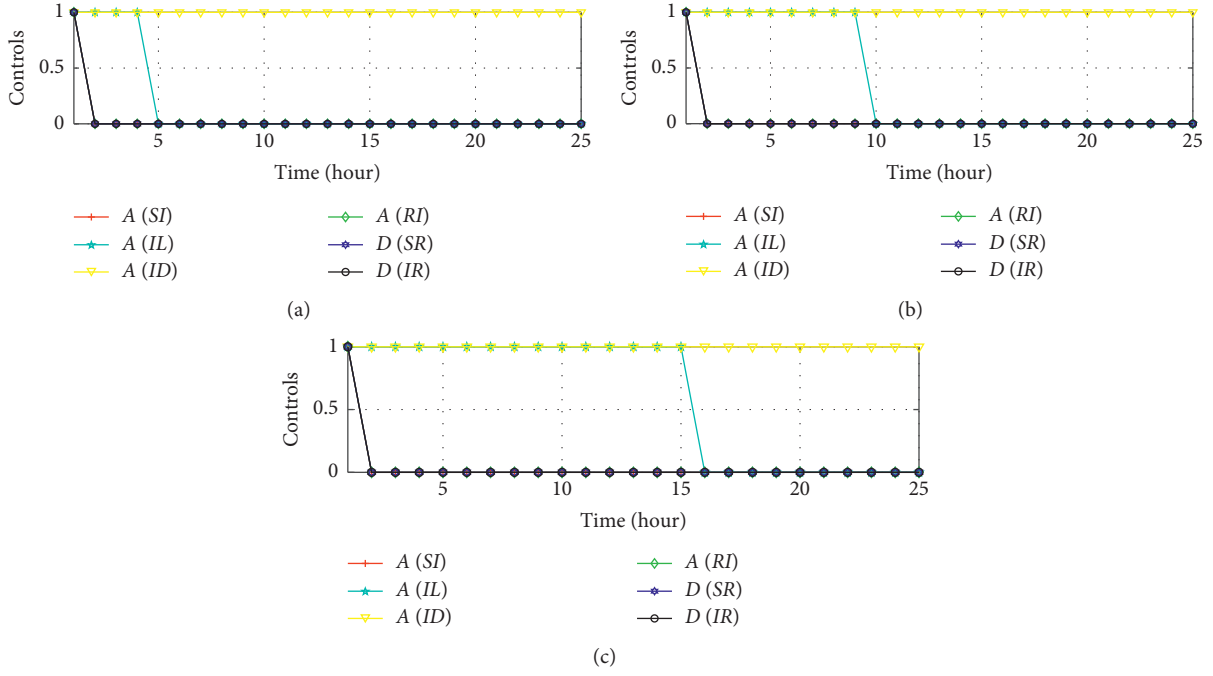 Controls
1
0.5
0
5 10 15 20 25
Time (hour)
A (SI) A (RI)
A (IL) D (SR)
A (ID) D (IR)
(a)
Controls
1
0.5
0
5 10 15 20 25
Time (hour)
A (SI) A (RI)
A (IL) D (SR)
A (ID) D (IR)
(b)
Controls
1
0.5
0
5 10 15 20 25
Time (hour)
A (SI) A (RI)
A (IL) D (SR)
A (ID) D (IR)
(c)